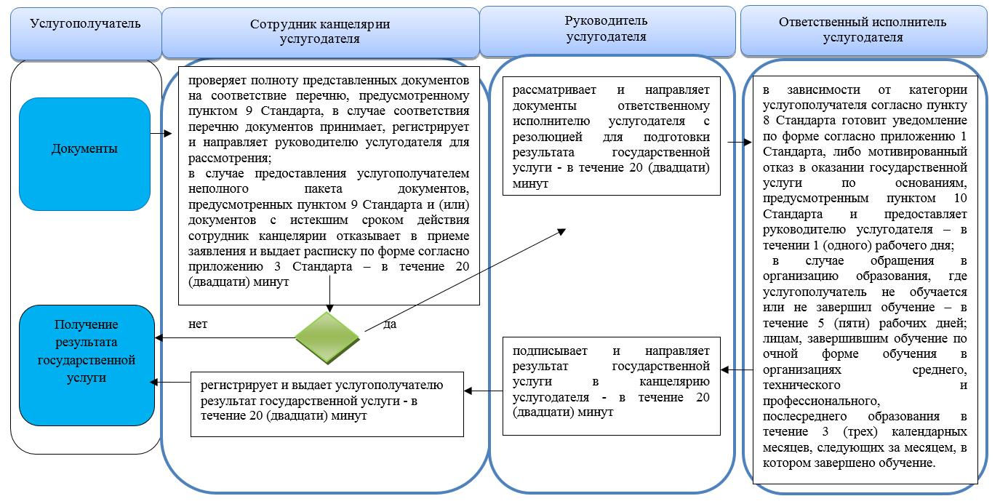 Услугополучатель
Сотрудник канцелярии
услугодателя
Руководитель
услугодателя
Ответственный исполнитель
услугодателя
Документы
Получение
результата
государственной
услуги
проверяет полноту представленных документов
на соответствие перечню, предусмотренному
пунктом 9 Стандарта, в случае соответствия
перечню документов принимает, регистрирует
и направляет руководителю услугодателя для
рассмотрения;
в случае предоставления услугополучателем
неполного пакета документов,
предусмотренных пунктом 9 Стандарта и (или)
документов с истекшим сроком действия
сотрудник канцелярии отказывает в приеме
заявления и выдает расписку по форме согласно
приложению 3 Стандарта – в течение 20
(двадцати) минут
нет
да
регистрирует и выдает услугополучателю
результат государственной услуги - в
течение 20 (двадцати) минут
рассматривает и направляет
документы ответственному
исполнителю услугодателя с
резолюцией для подготовки
результата государственной
услуги - в течение 20 (двадцати)
минут
подписывает и направляет
результат государственной
услуги в канцелярию
услугодателя - в течение 20
(двадцати) минут
в зависимости от категории
услугополучателя согласно пункту
8 Стандарта готовит уведомление
по форме согласно приложению 1
Стандарта, либо мотивированный
отказ в оказании государственной
услуги по основаниям,
предусмотренным пунктом 10
Стандарта и предоставляет
руководителю услугодателя – в
течении 1 (одного) рабочего дня;
в случае обращения в
организацию образования, где
услугополучатель не обучается
или не завершил обучение – в
течение 5 (пяти) рабочих дней;
лицам, завершившим обучение по
очной форме обучения в
организациях среднего,
технического и
профессионального,
послесреднего образования в
течение 3 (трех) календарных
месяцев, следующих за месяцем, в
котором завершено обучение.